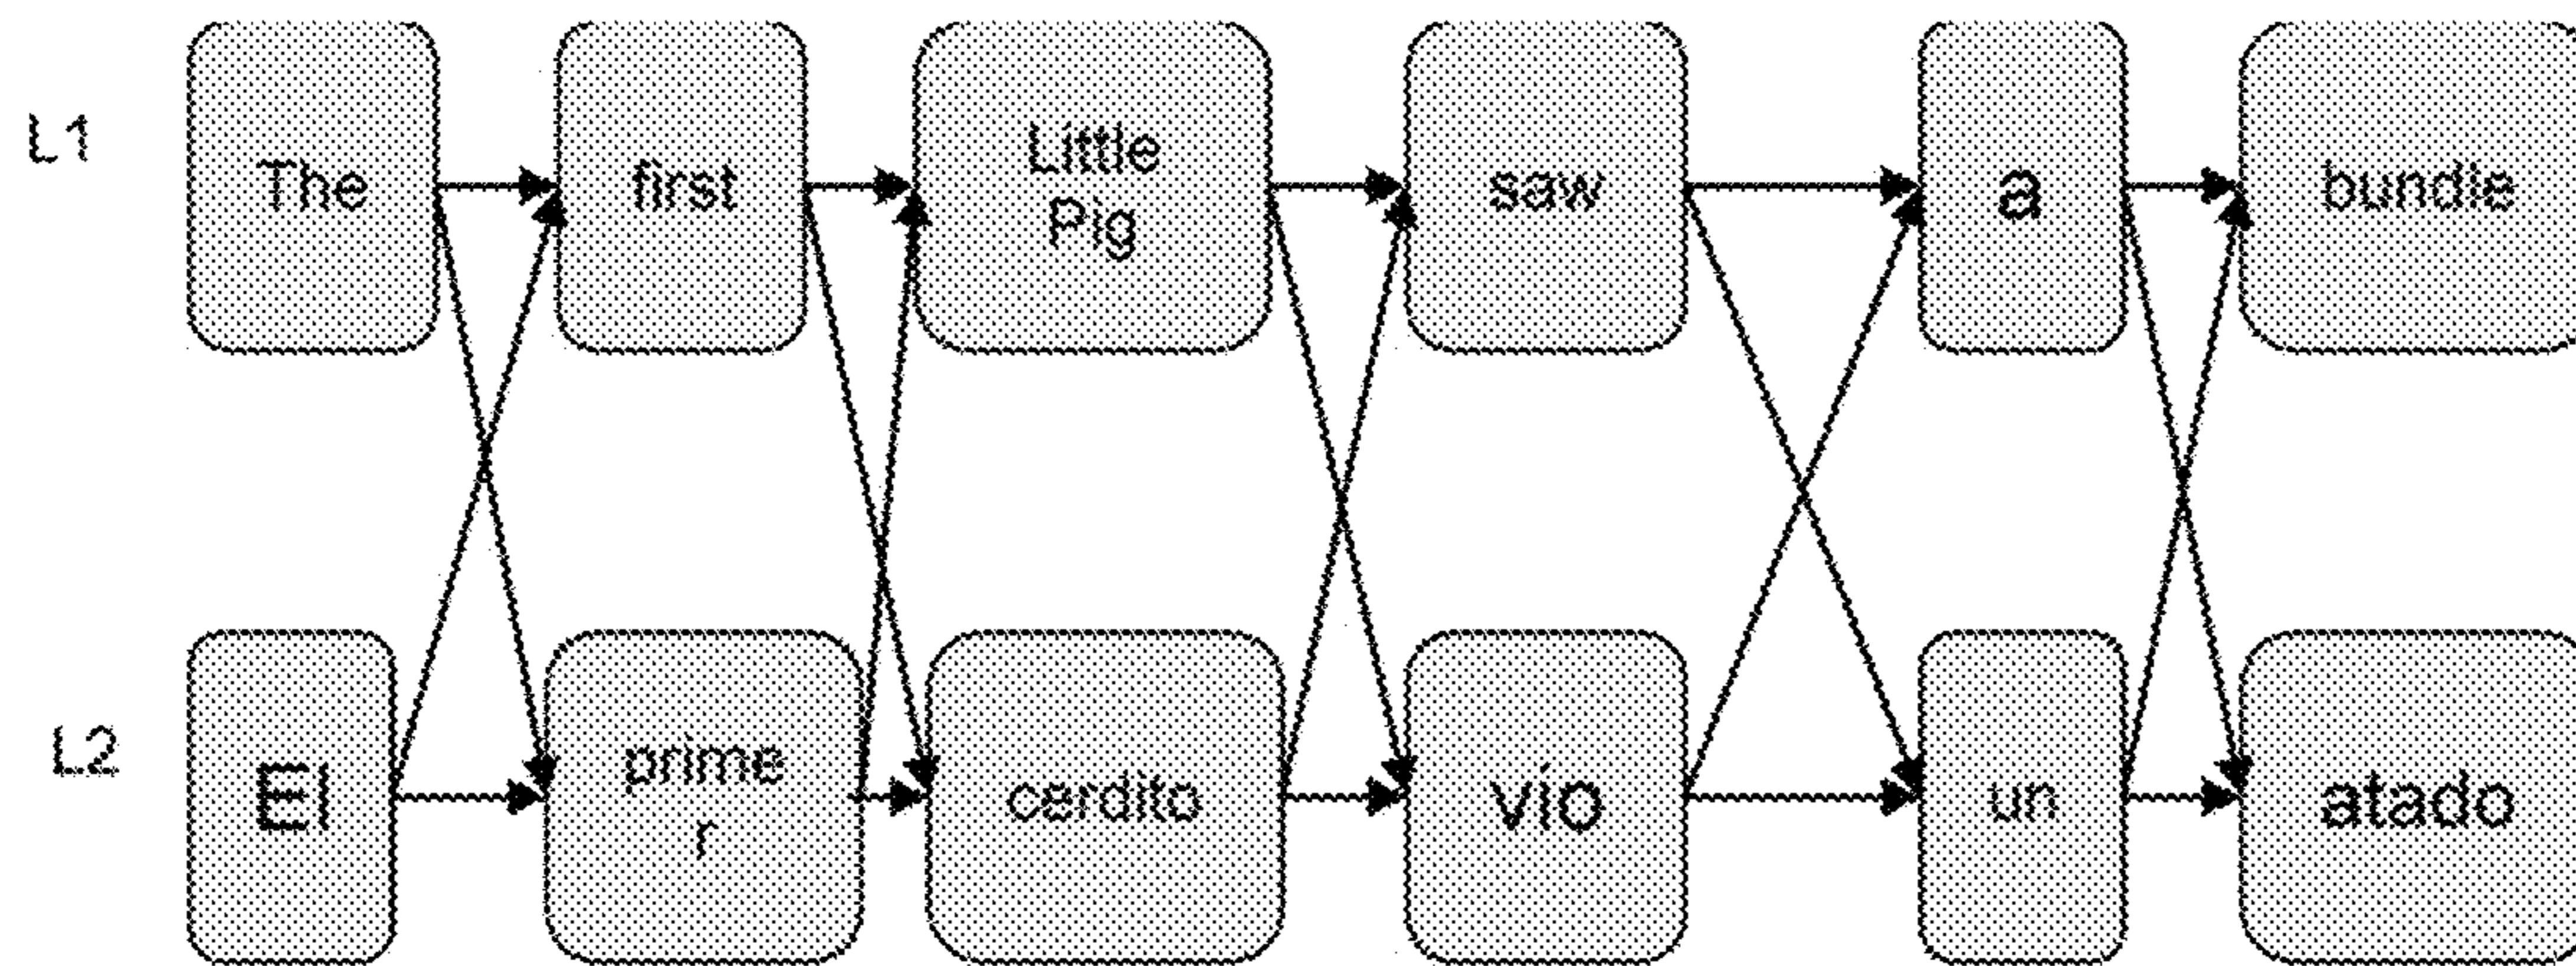 L1
The
first
Little
Pig
saw
a
bundle
L2
El
prime
r
cerdito
vio
un
atado